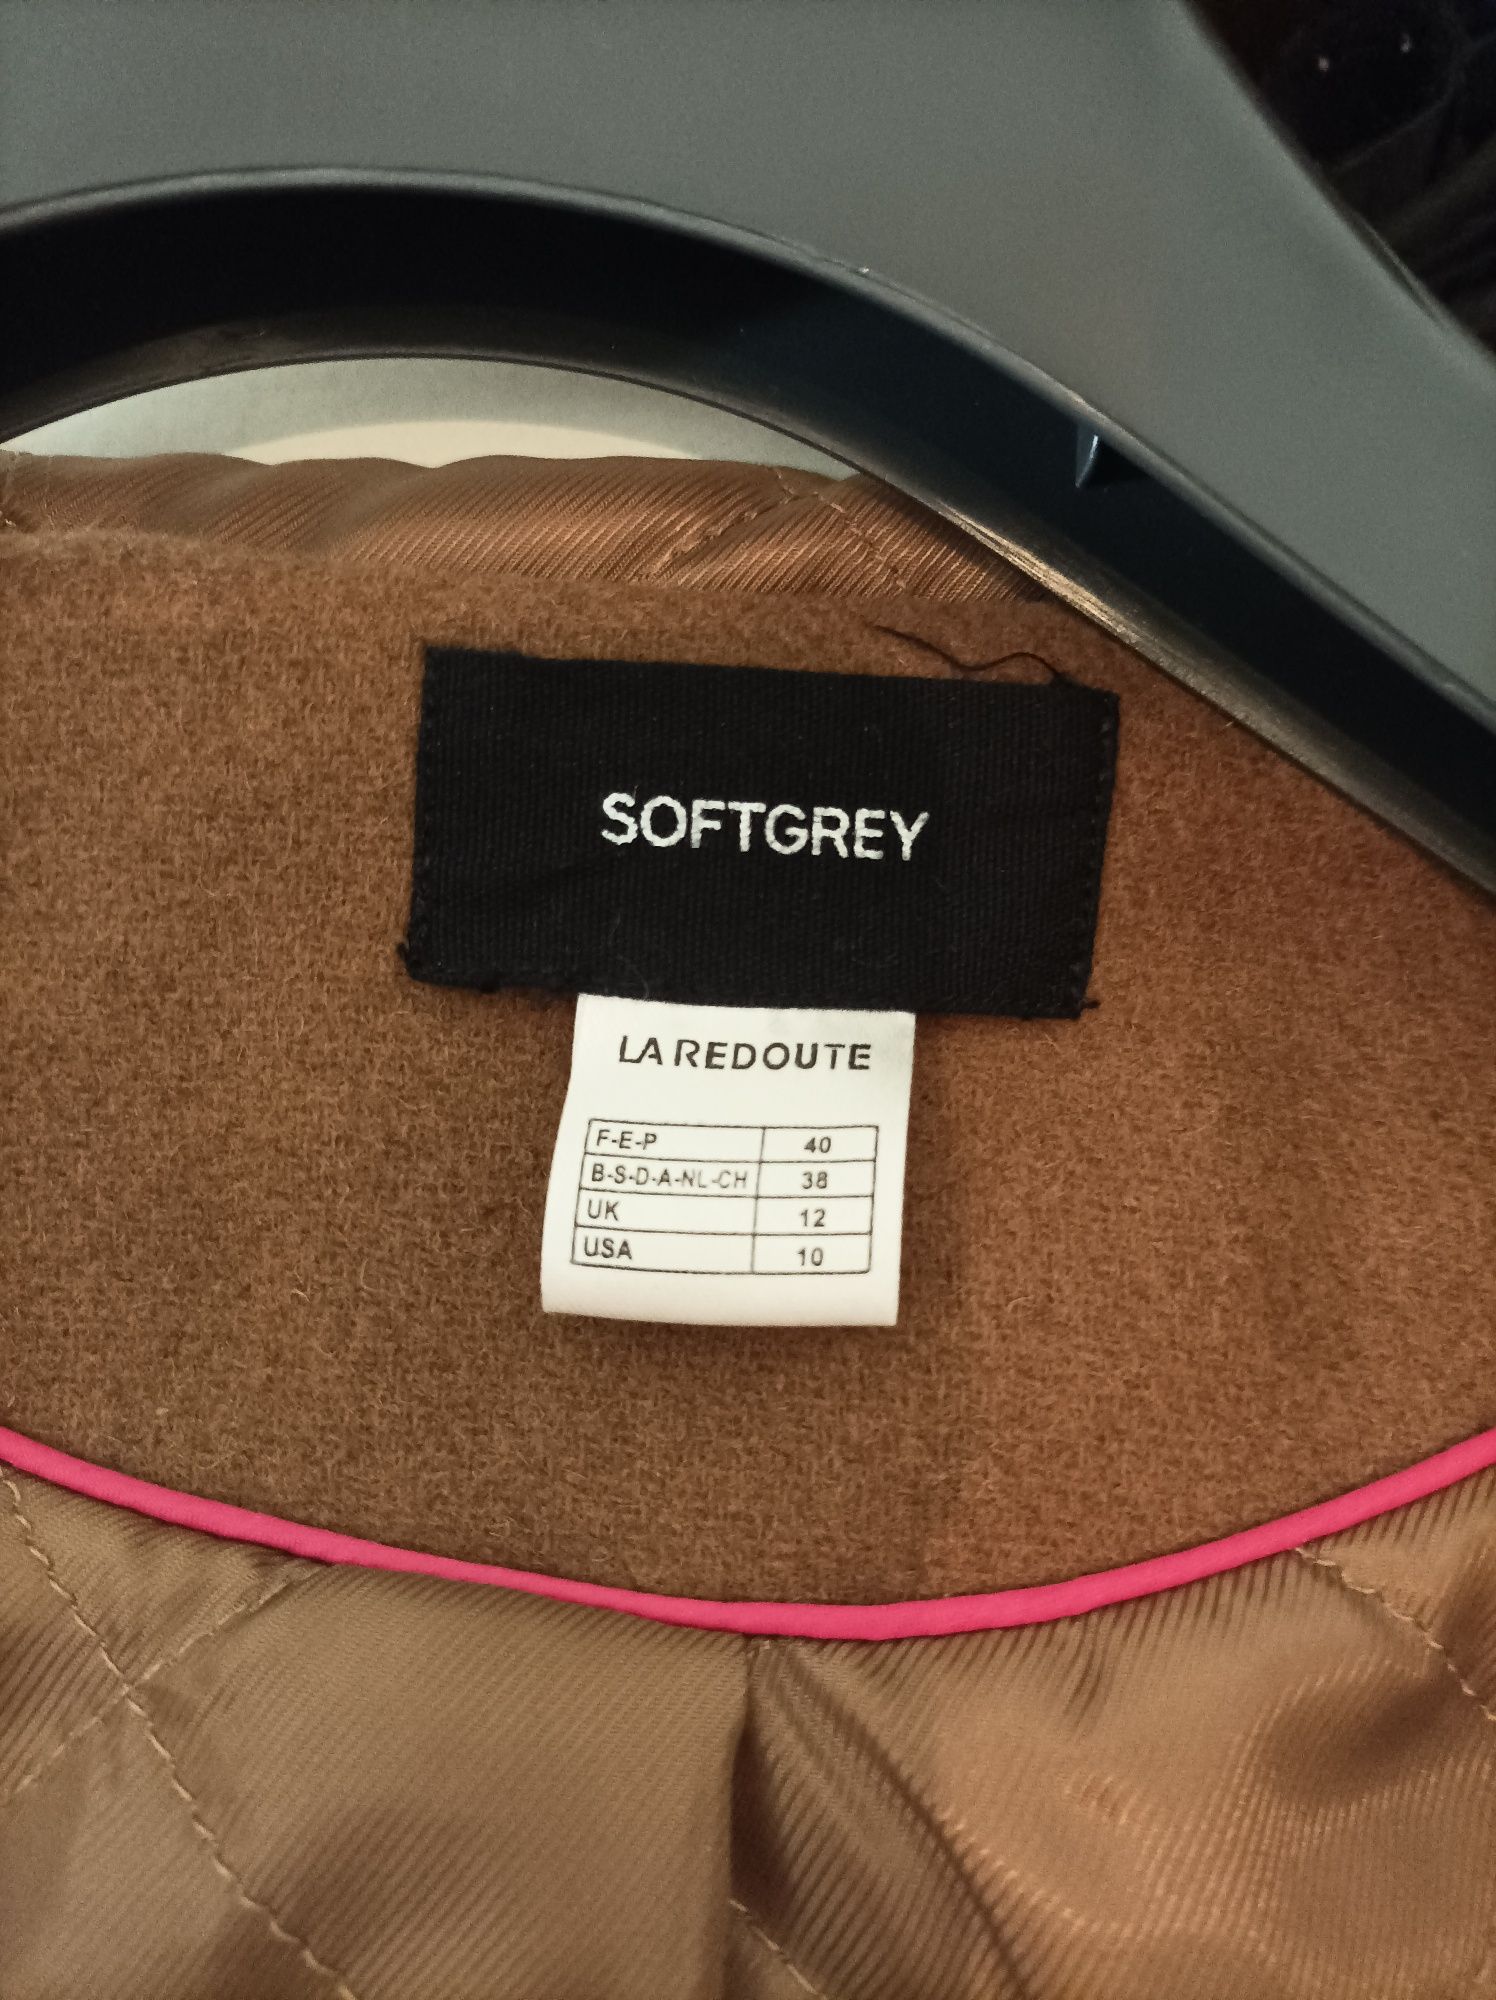 SOFTGREY
LA REDOUTE
F-E-P 40
B-S-D-A-NL-CH 38
UK 12
USA 10